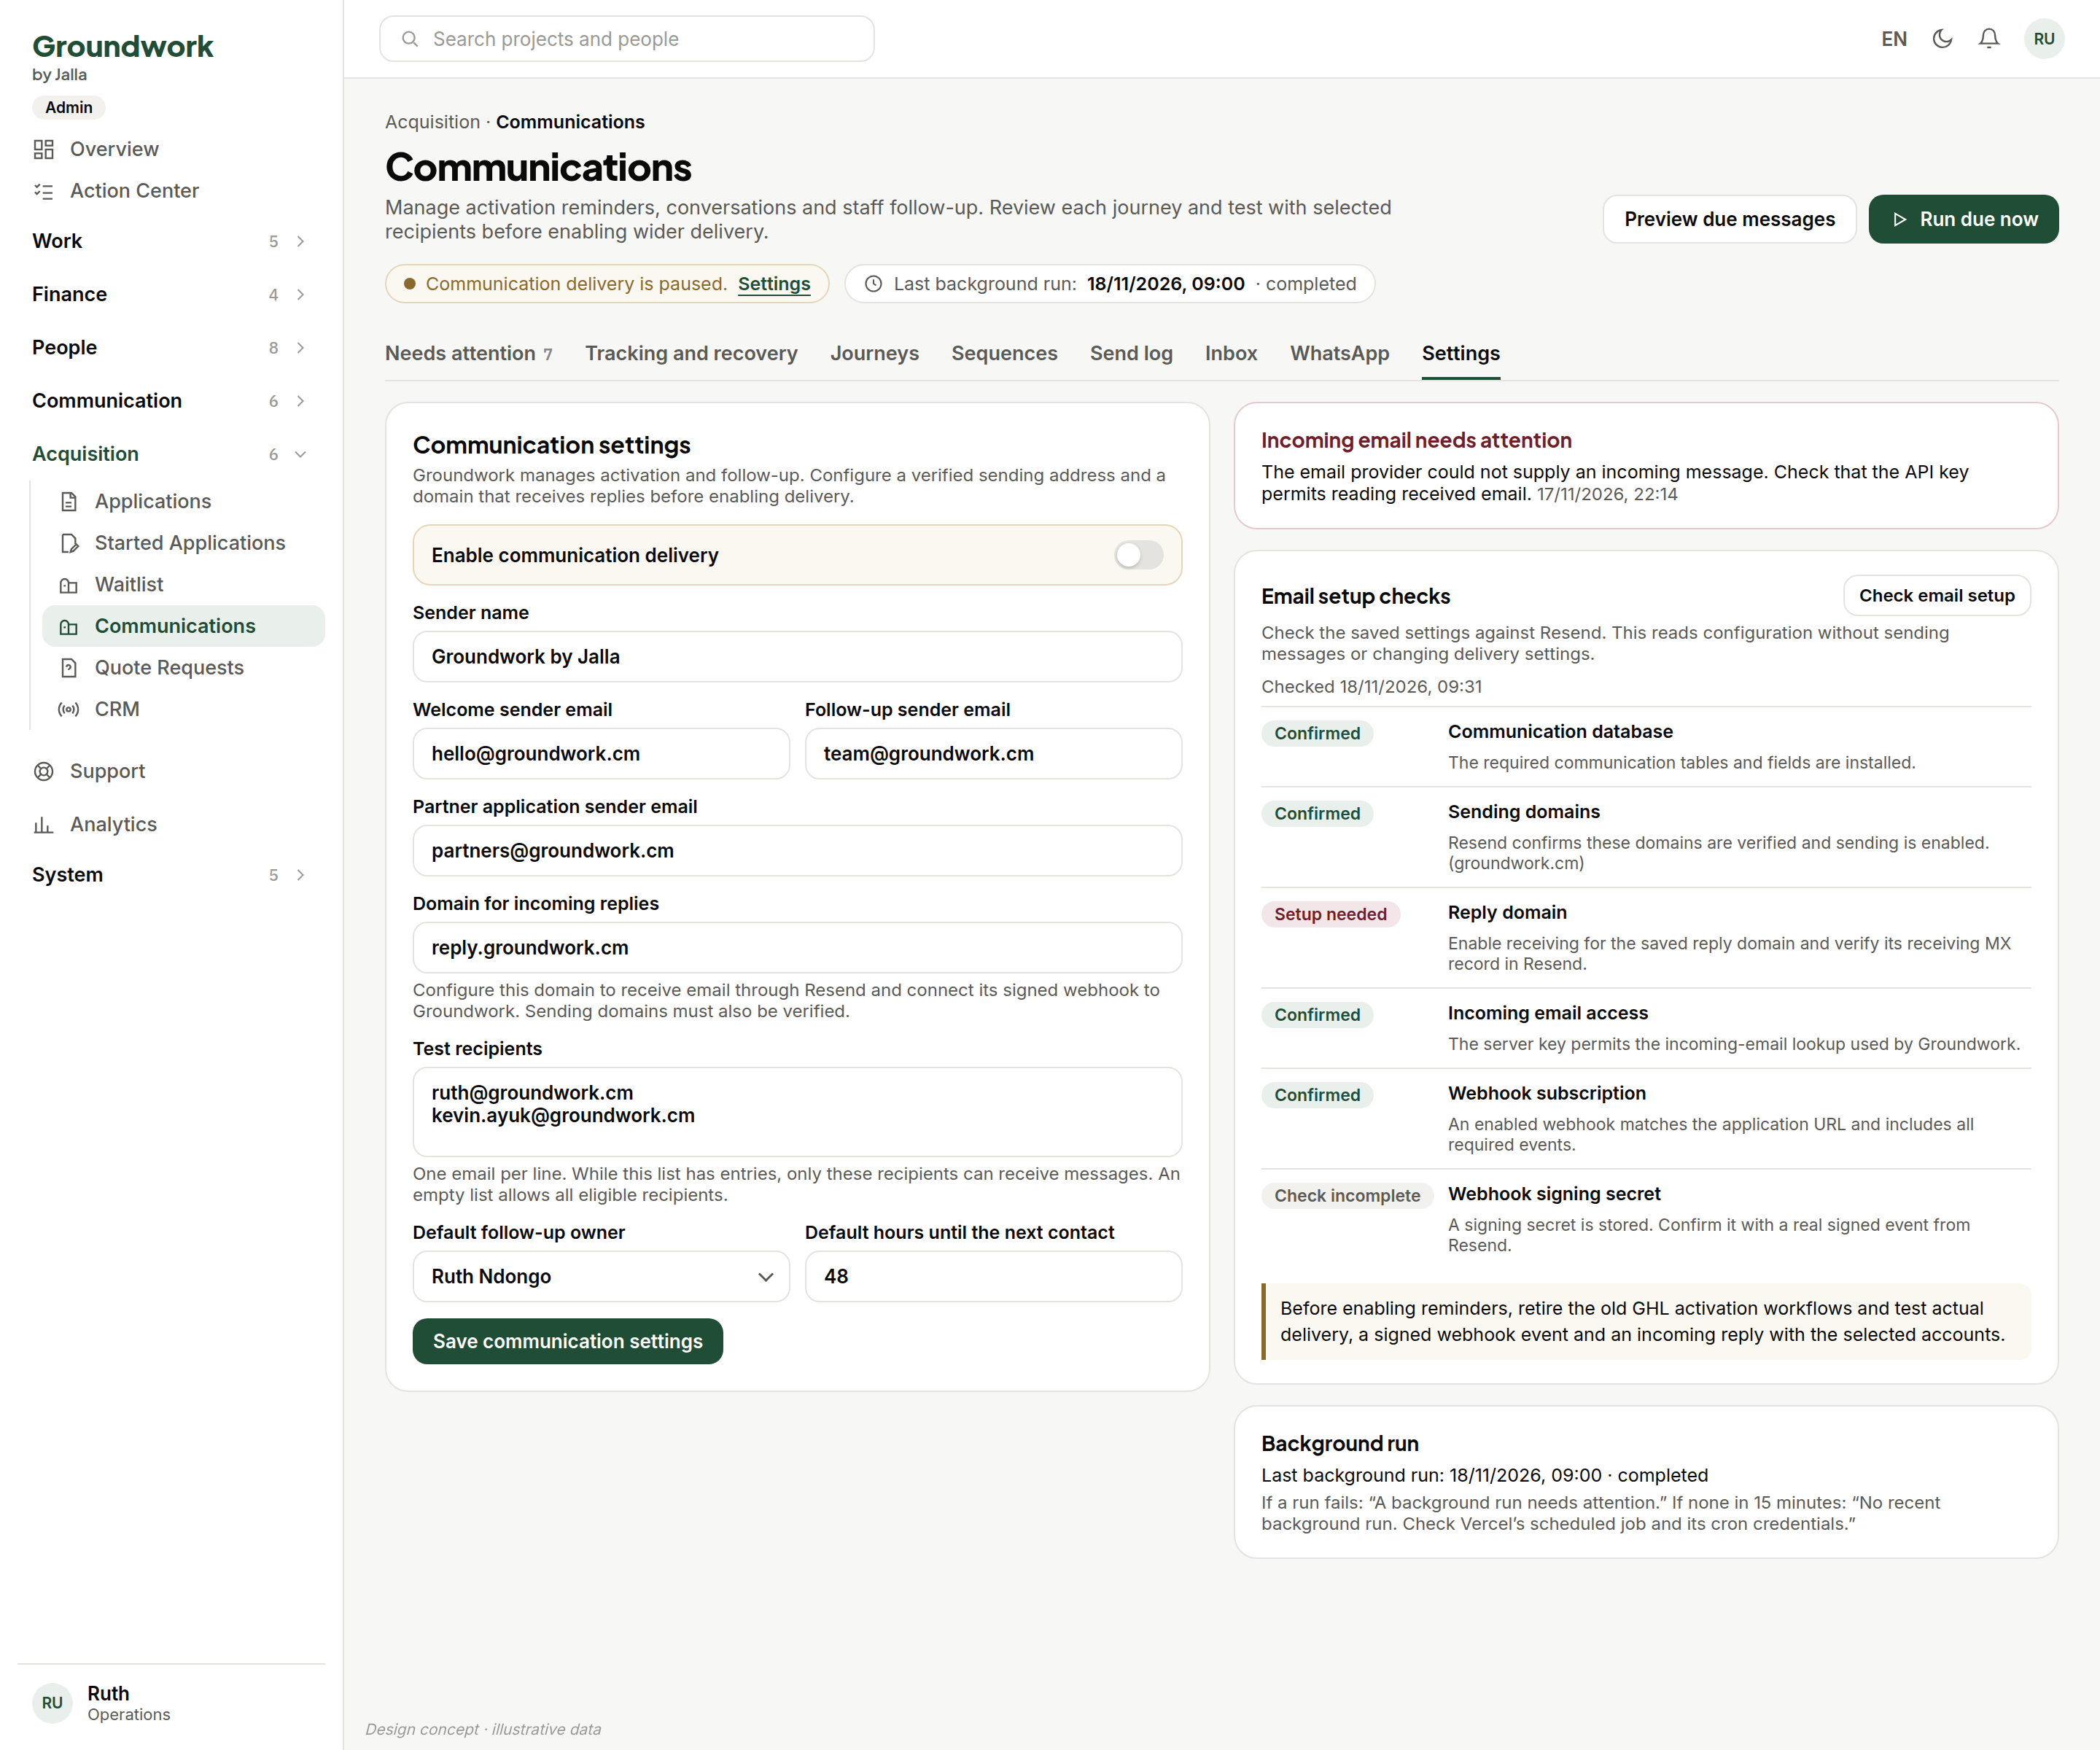 Groundwork
by Jalla
Admin
Overview
Action Center
Work 5
Finance 4
People 8
Communication 6
Acquisition 6
Applications
Started Applications
Waitlist
Communications
Quote Requests
CRM
Support
Analytics
System 5
RU
Ruth
Operations
Search projects and people
EN
RU
Acquisition · Communications
Communications
Manage activation reminders, conversations and staff follow-up. Review each journey and test with selected
recipients before enabling wider delivery.
Preview due messages
Run due now
Communication delivery is paused. Settings
Last background run: 18/11/2026, 09:00 · completed
Needs attention 7
Tracking and recovery
Journeys
Sequences
Send log
Inbox
WhatsApp
Settings
Communication settings
Groundwork manages activation and follow-up. Configure a verified sending address and a
domain that receives replies before enabling delivery.
Enable communication delivery
Sender name
Groundwork by Jalla
Welcome sender email
hello@groundwork.cm
Follow-up sender email
team@groundwork.cm
Partner application sender email
partners@groundwork.cm
Domain for incoming replies
reply.groundwork.cm
Configure this domain to receive email through Resend and connect its signed webhook to
Groundwork. Sending domains must also be verified.
Test recipients
ruth@groundwork.cm
kevin.ayuk@groundwork.cm
One email per line. While this list has entries, only these recipients can receive messages. An
empty list allows all eligible recipients.
Default follow-up owner
Ruth Ndongo
Default hours until the next contact
48
Save communication settings
Incoming email needs attention
The email provider could not supply an incoming message. Check that the API key
permits reading received email. 17/11/2026, 22:14
Email setup checks
Check email setup
Check the saved settings against Resend. This reads configuration without sending
messages or changing delivery settings.
Checked 18/11/2026, 09:31
Confirmed
Communication database
The required communication tables and fields are installed.
Confirmed
Sending domains
Resend confirms these domains are verified and sending is enabled.
(groundwork.cm)
Setup needed
Reply domain
Enable receiving for the saved reply domain and verify its receiving MX
record in Resend.
Confirmed
Incoming email access
The server key permits the incoming-email lookup used by Groundwork.
Confirmed
Webhook subscription
An enabled webhook matches the application URL and includes all
required events.
Check incomplete
Webhook signing secret
A signing secret is stored. Confirm it with a real signed event from
Resend.
Before enabling reminders, retire the old GHL activation workflows and test actual
delivery, a signed webhook event and an incoming reply with the selected accounts.
Background run
Last background run: 18/11/2026, 09:00 · completed
If a run fails: “A background run needs attention.” If none in 15 minutes: “No recent
background run. Check Vercel’s scheduled job and its cron credentials.”
Design concept · illustrative data